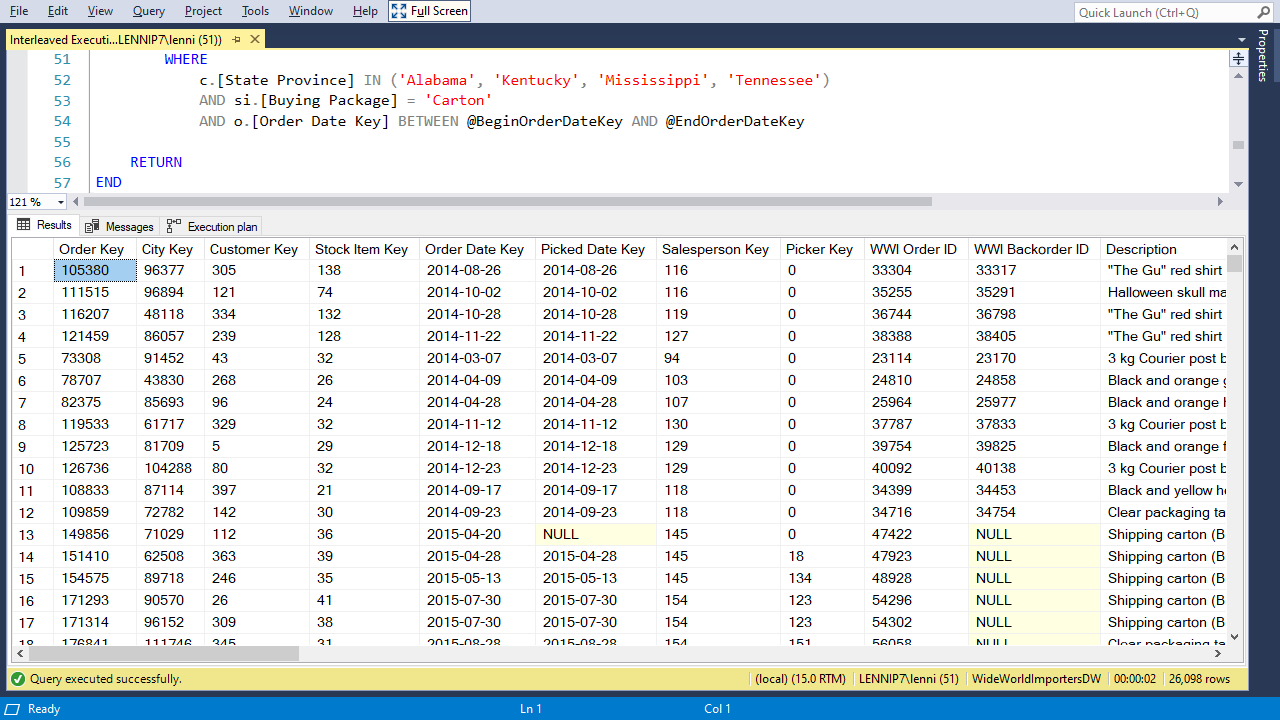 File Edit View Query Project Tools Window Help Full Screen Quick Launch (Ctrl+Q)
Interleaved Executi...LENNIP7\lenni (51)) Properties
51 WHERE
52 c.[State Province] IN ('Alabama', 'Kentucky', 'Mississippi', 'Tennessee')
53 AND si.[Buying Package] = 'Carton'
54 AND o.[Order Date Key] BETWEEN @BeginOrderDateKey AND @EndOrderDateKey
55
56 RETURN
57 END
121 %
Results Messages Execution plan
Order Key City Key Customer Key Stock Item Key Order Date Key Picked Date Key Salesperson Key Picker Key WWI Order ID WWI Backorder ID Description
1 105380 96377 305 138 2014-08-26 2014-08-26 116 0 33304 33317 "The Gu" red shirt
2 111515 96894 121 74 2014-10-02 2014-10-02 116 0 35255 35291 Halloween skull ma
3 116207 48118 334 132 2014-10-28 2014-10-28 119 0 36744 36798 "The Gu" red shirt
4 121459 86057 239 128 2014-11-22 2014-11-22 127 0 38388 38405 "The Gu" red shirt
5 73308 91452 43 32 2014-03-07 2014-03-07 94 0 23114 23170 3 kg Courier post b
6 78707 43830 268 26 2014-04-09 2014-04-09 103 0 24810 24858 Black and orange g
7 82375 85693 96 24 2014-04-28 2014-04-28 107 0 25964 25977 Black and orange h
8 119533 61717 329 32 2014-11-12 2014-11-12 130 0 37787 37833 3 kg Courier post b
9 125723 81709 5 29 2014-12-18 2014-12-18 129 0 39754 39825 Black and orange f
10 126736 104288 80 32 2014-12-23 2014-12-23 129 0 40092 40138 3 kg Courier post b
11 108833 87114 397 21 2014-09-17 2014-09-17 118 0 34399 34453 Black and yellow he
12 109859 72782 142 30 2014-09-23 2014-09-23 118 0 34716 34754 Clear packaging ta
13 149856 71029 112 36 2015-04-20 NULL 145 0 47422 NULL Shipping carton (B
14 151410 62508 363 39 2015-04-28 2015-04-28 145 18 47923 NULL Shipping carton (B
15 154575 89718 246 35 2015-05-13 2015-05-13 145 134 48928 NULL Shipping carton (B
16 171293 90570 26 41 2015-07-30 2015-07-30 154 123 54296 NULL Shipping carton (B
17 171314 96152 309 38 2015-07-30 2015-07-30 154 123 54302 NULL Shipping carton (B
18 176841 111746 345 31 2015-08-28 2015-08-28 154 151 56058 NULL Clear packaging ta
Query executed successfully. (local) (15.0 RTM) LENNIP7\lenni (51) WideWorldImportersDW 00:00:02 26,098 rows
Ready Ln 1 Col 1